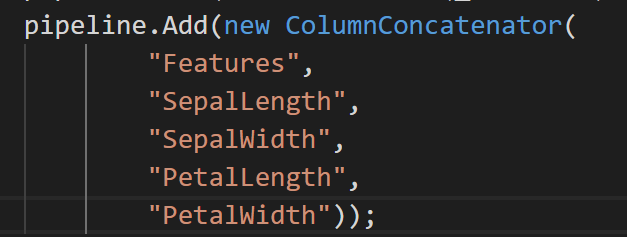 pipeline.Add(new ColumnConcatenator(
"Features",
"SepalLength",
"SepalWidth",
"PetalLength",
"PetalWidth"));